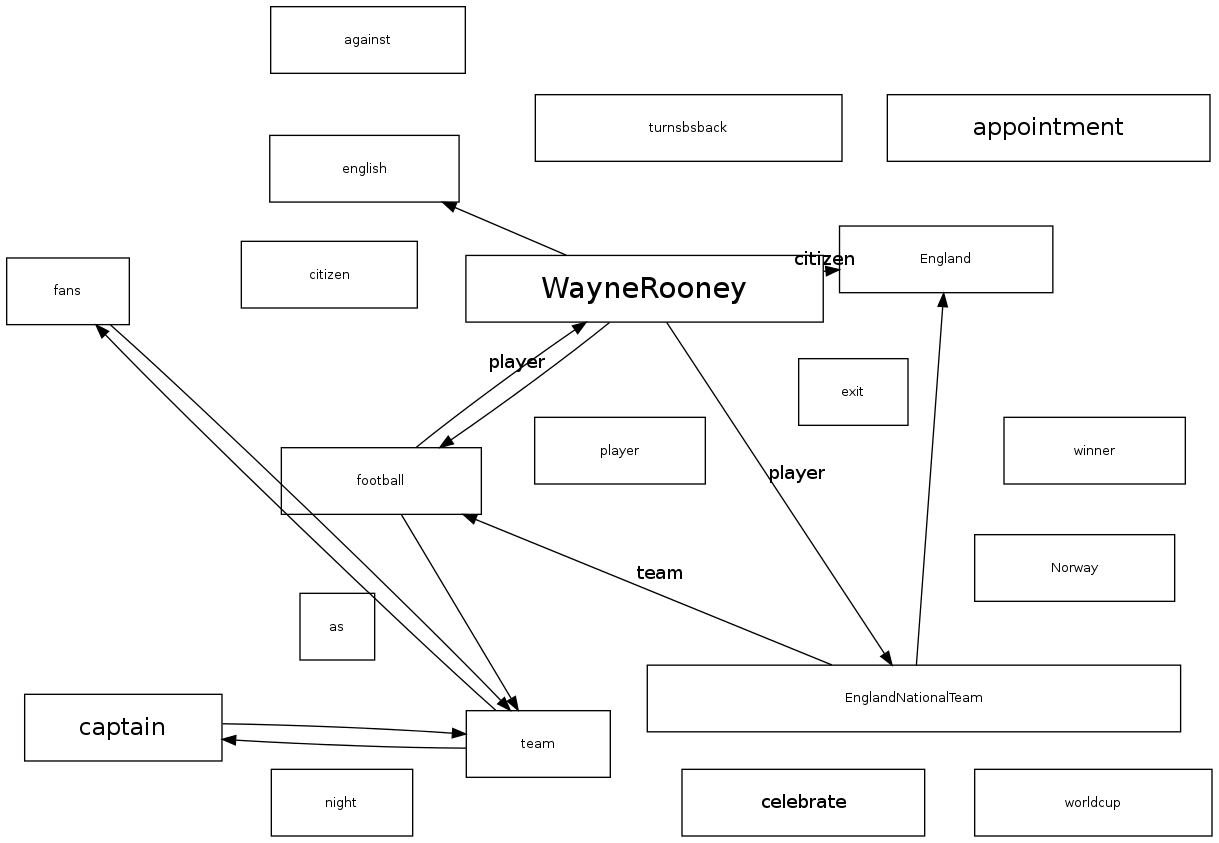 against
turnsbsback
appointment
english
citizen
England
citizen
fans
WayneRooney
player
exit
player
winner
player
football
team
Norway
as
EnglandNationalTeam
captain
team
night
celebrate
worldcup